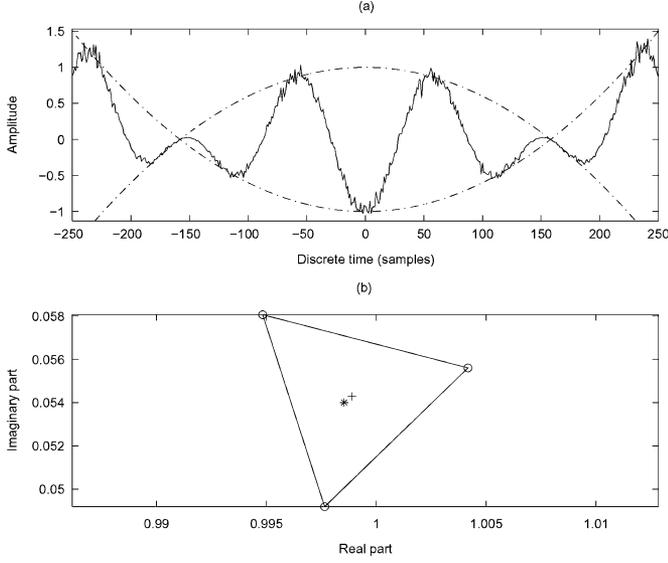 (a)
1.5
1
0.5
0
−0.5
−1
Amplitude
−250 −200 −150 −100 −50 0 50 100 150 200 250
Discrete time (samples)
(b)
0.058
0.056
0.054
0.052
0.05
Imaginary part
0.99 0.995 1 1.005 1.01
Real part